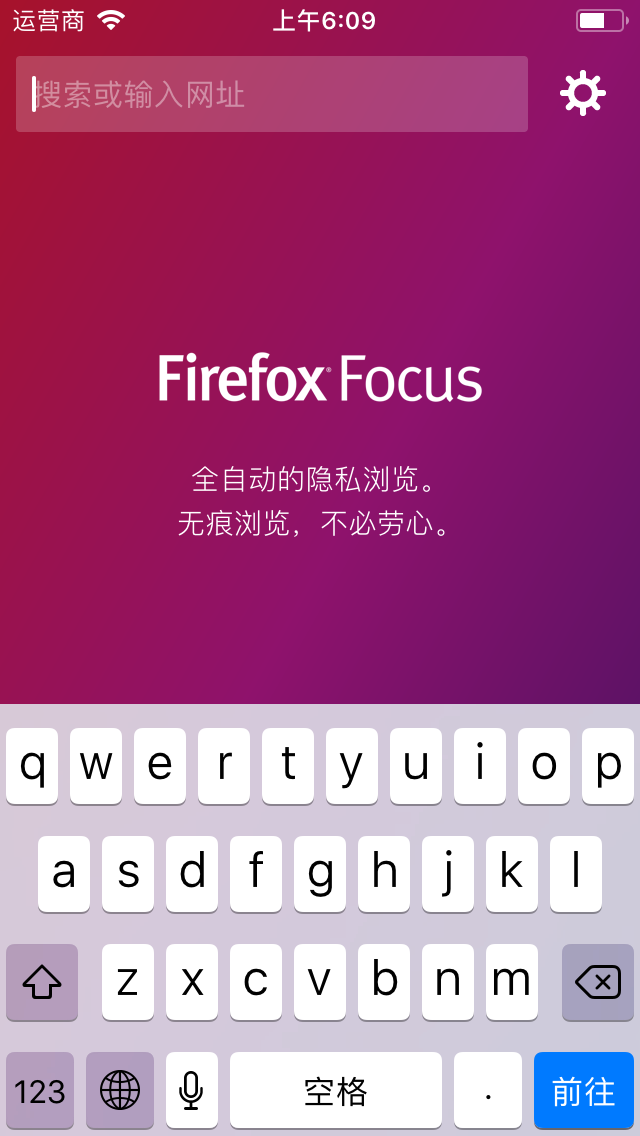 运营商
上午6:09
搜索或输入网址
Firefox® Focus
全自动的隐私浏览。
无痕浏览，不必劳心。
q w e r t y u i o p
a s d f g h j k l
z x c v b n m
123 空格 . 前往